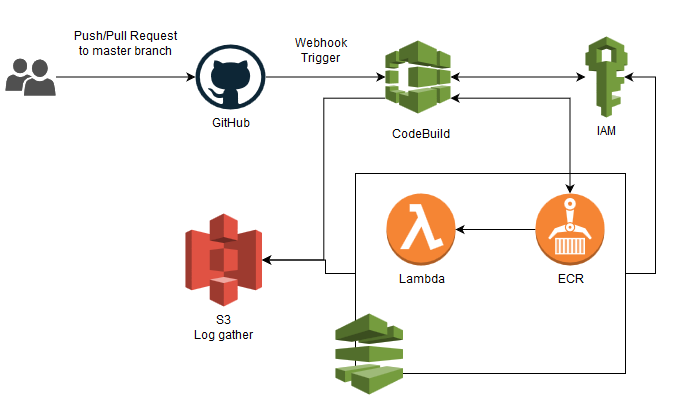 Push/Pull Request
to master branch
Webhook
Trigger
GitHub
CodeBuild
IAM
Lambda
ECR
S3
Log gather